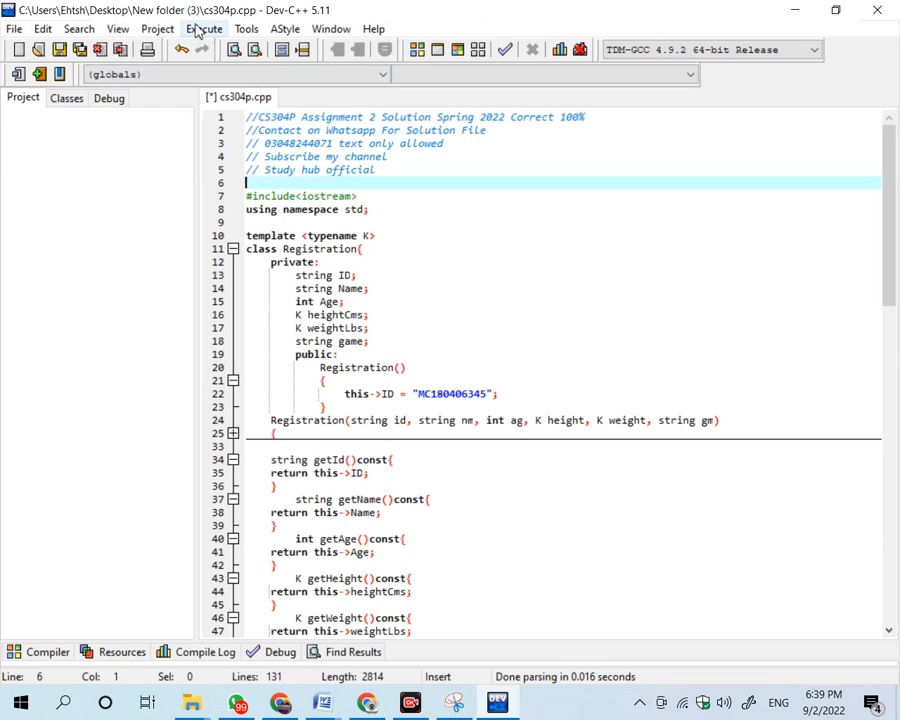 C:\Users\Ehtsh\Desktop\New folder (3)\cs304p.cpp - Dev-C++ 5.11
File Edit Search View Project Execute Tools AStyle Window Help
TDM-GCC 4.9.2 64-bit Release
(globals)
Project Classes Debug
[*] cs304p.cpp
1 //CS304P Assignment 2 Solution Spring 2022 Correct 100%
2 //Contact on Whatsapp For Solution File
3 // 03048244071 text only allowed
4 // Subscribe my channel
5 // Study hub official
6
7 #include<iostream>
8 using namespace std;
9
10 template <typename K>
11 class Registration{
12 private:
13 string ID;
14 string Name;
15 int Age;
16 K heightCms;
17 K weightLbs;
18 string game;
19 public:
20 Registration()
21 {
22 this->ID = "MC180406345";
23 }
24 Registration(string id, string nm, int ag, K height, K weight, string gm)
25 {
33
34 string getId()const{
35 return this->ID;
36 }
37 string getName()const{
38 return this->Name;
39 }
40 int getAge()const{
41 return this->Age;
42 }
43 K getHeight()const{
44 return this->heightCms;
45 }
46 K getWeight()const{
47 return this->weightLbs;
Compiler Resources Compile Log Debug Find Results
Line: 6 Col: 1 Sel: 0 Lines: 131 Length: 2814 Insert Done parsing in 0.016 seconds
99
ENG
6:39 PM
9/2/2022
4